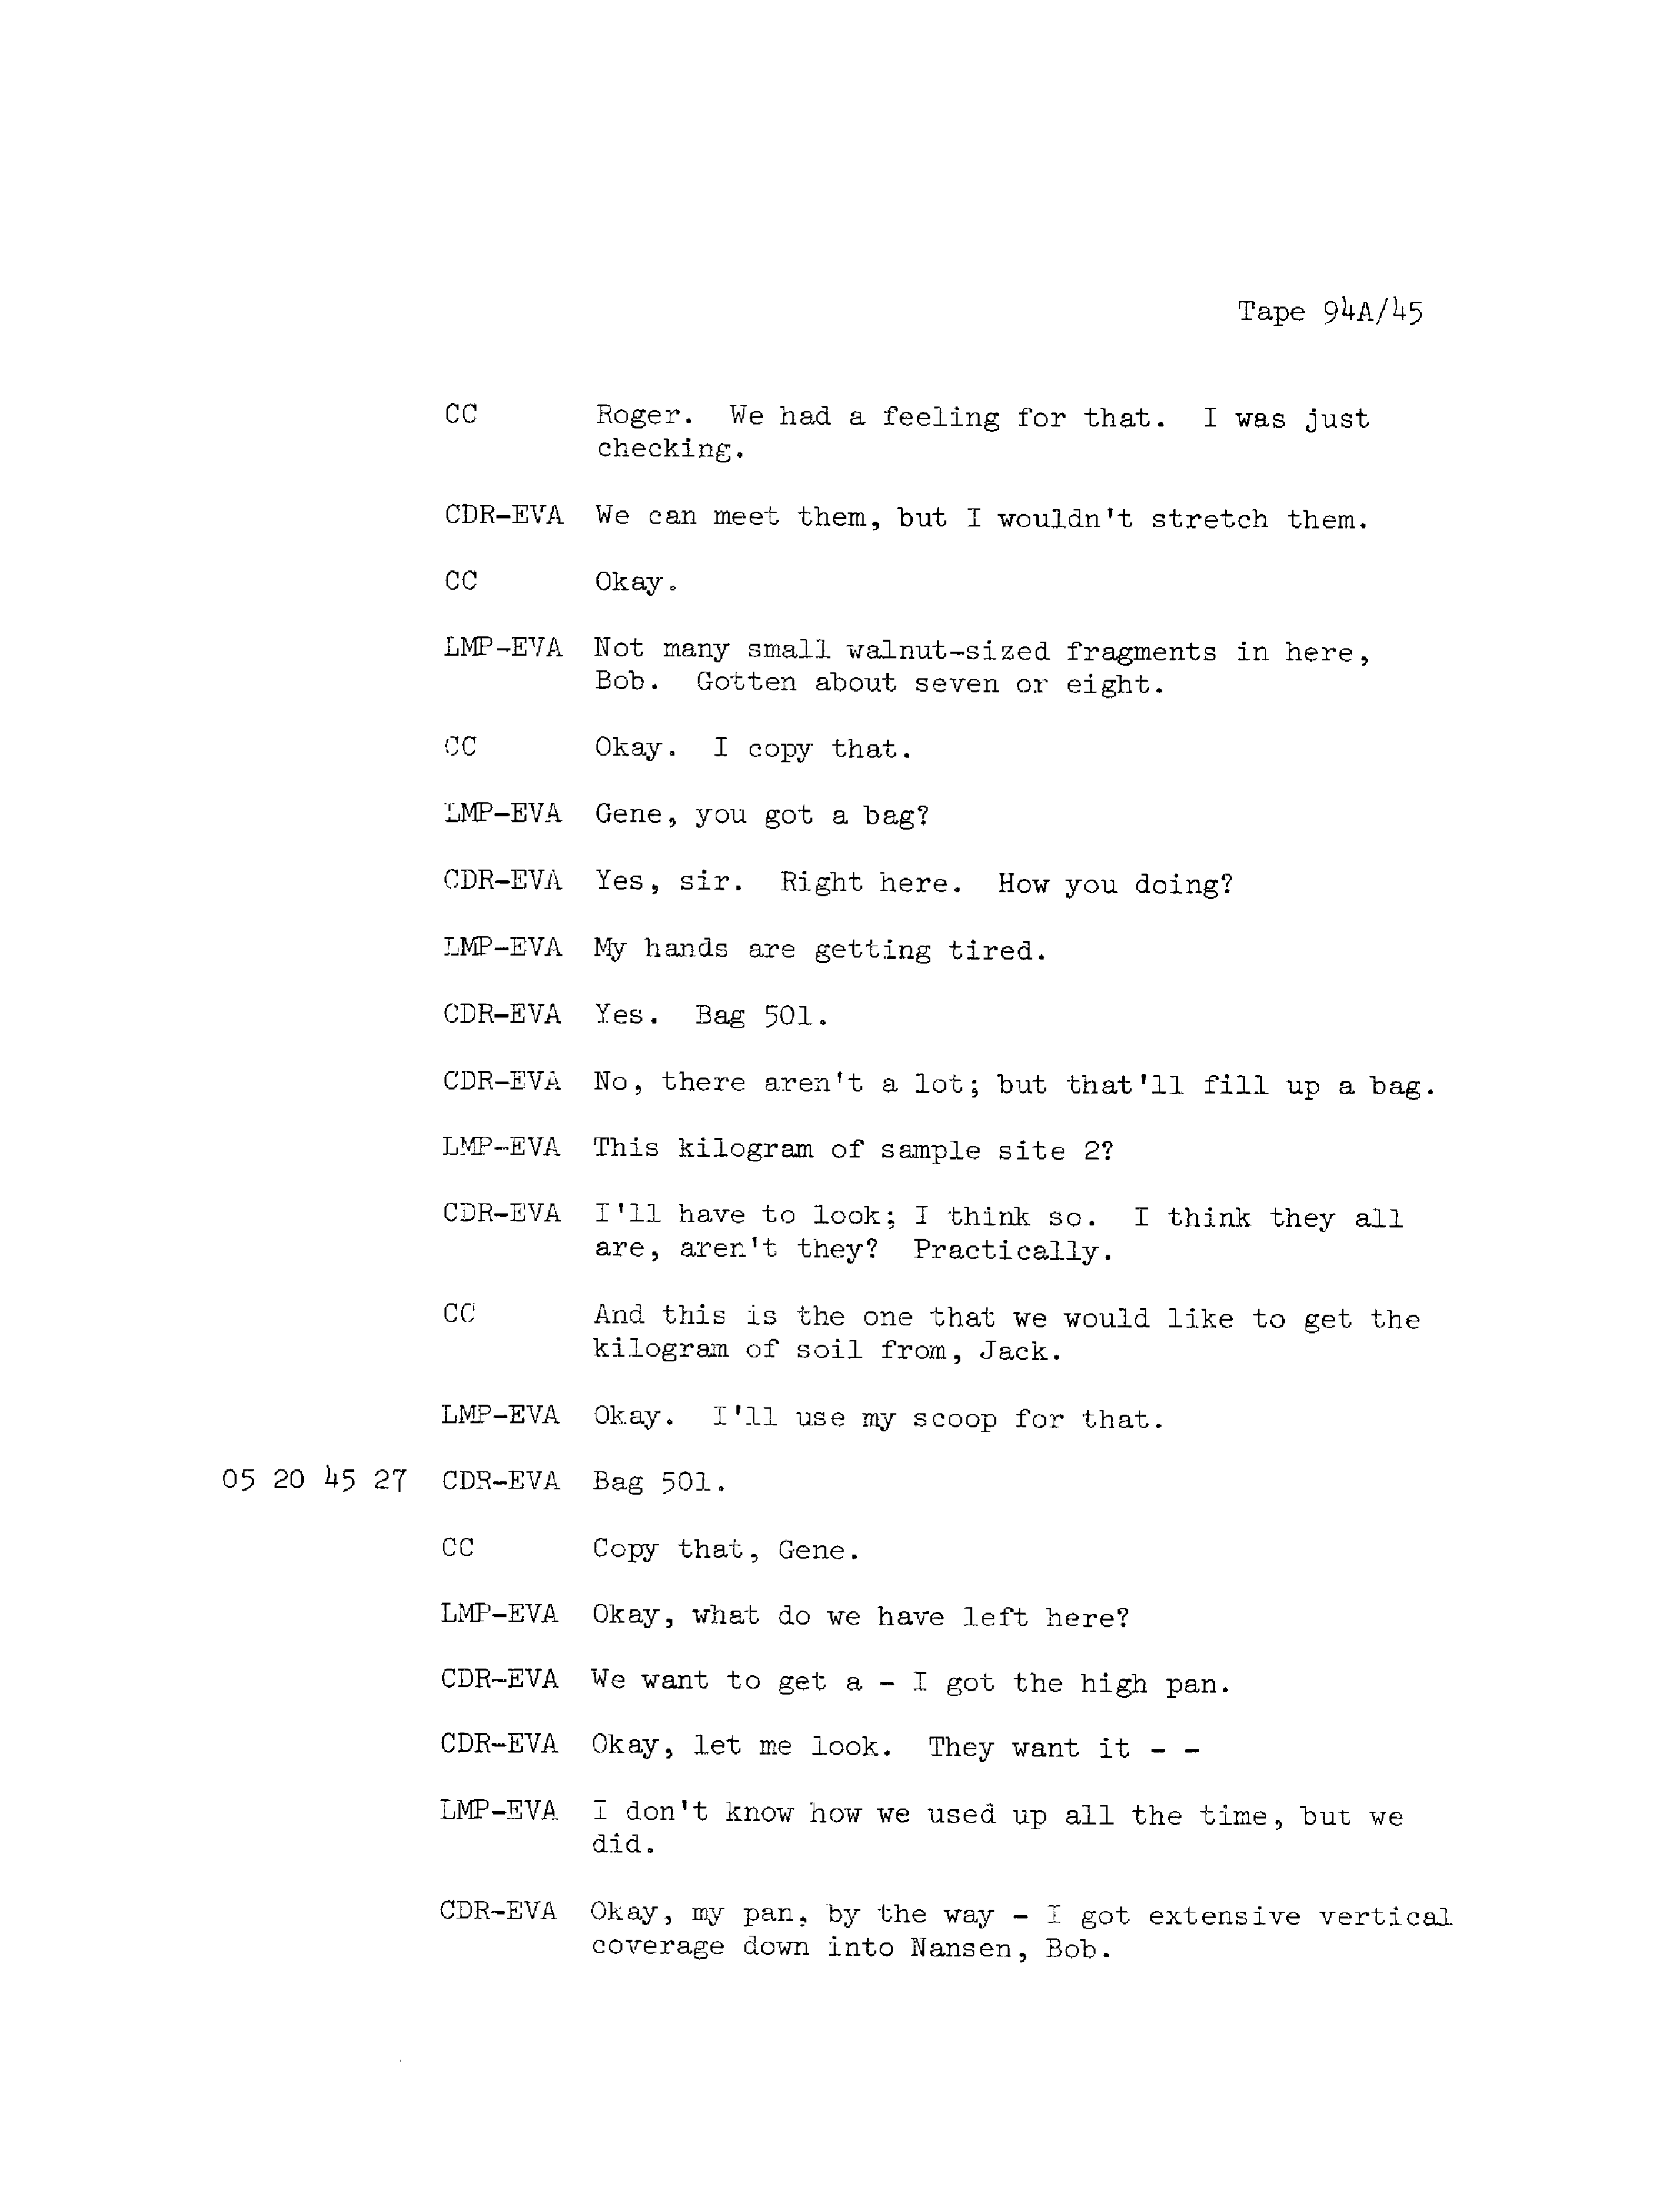 Tape 94A/45
CC Roger. We had a feeling for that. I was just
checking.
CDR-EVA We can meet them, but I wouldn't stretch them.
CC Okay.
LMP-EVA Not many small walnut-sized fragments in here,
Bob. Gotten about seven or eight.
CC Okay. I copy that.
LMP-EVA Gene, you got a bag?
CDR-EVA Yes, sir. Right here. How you doing?
LMP-EVA My hands are getting tired.
CDR-EVA Yes. Bag 501.
CDR-EVA No, there aren't a lot; but that'll fill up a bag.
LMP-EVA This kilogram of sample site 2?
CDR-EVA I'll have to look; I think so. I think they all
are, aren't they? Practically.
CC And this is the one that we would like to get the
kilogram of soil from, Jack.
LMP-EVA Okay. I'll use my scoop for that.
05 20 45 27 CDR-EVA Bag 501.
CC Copy that, Gene.
LMP-EVA Okay, what do we have left here?
CDR-EVA We want to get a - I got the high pan.
CDR-EVA Okay, let me look. They want it - -
LMP-EVA I don't know how we used up all the time, but we
did.
CDR-EVA Okay, my pan, by the way - I got extensive vertical
coverage down into Nansen, Bob.